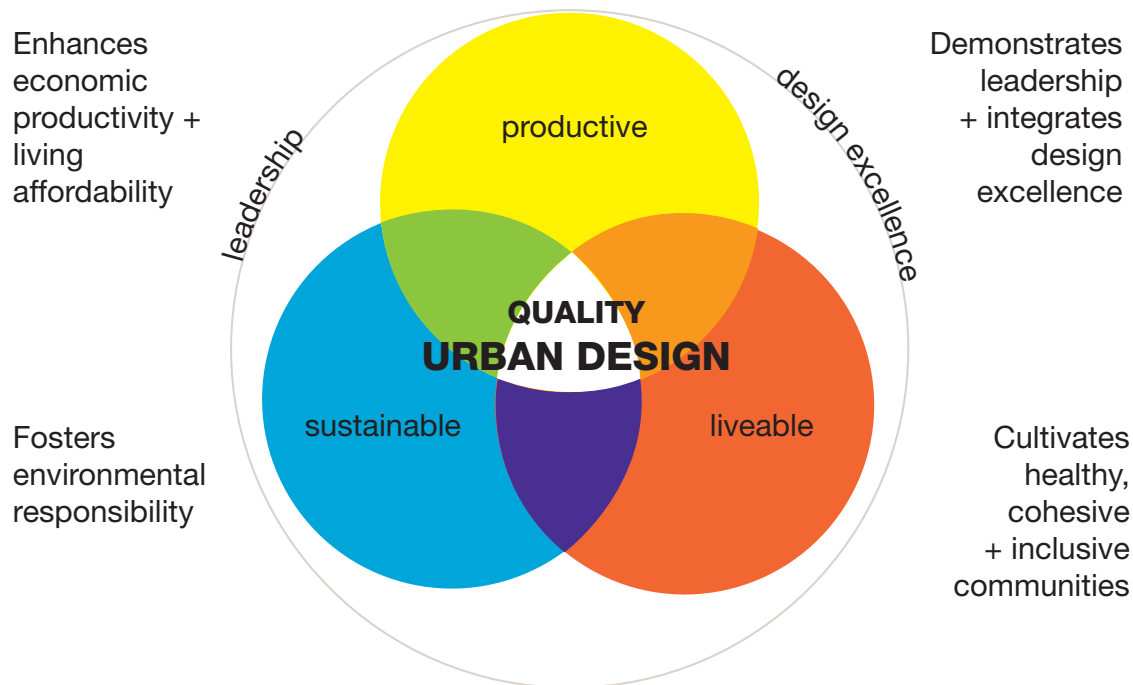 Enhances
economic
productivity +
living
affordability
Demonstrates
leadership
+ integrates
design
excellence
leadership
design excellence
productive
QUALITY
URBAN DESIGN
sustainable
liveable
Fosters
environmental
responsibility
Cultivates
healthy,
cohesive
+ inclusive
communities